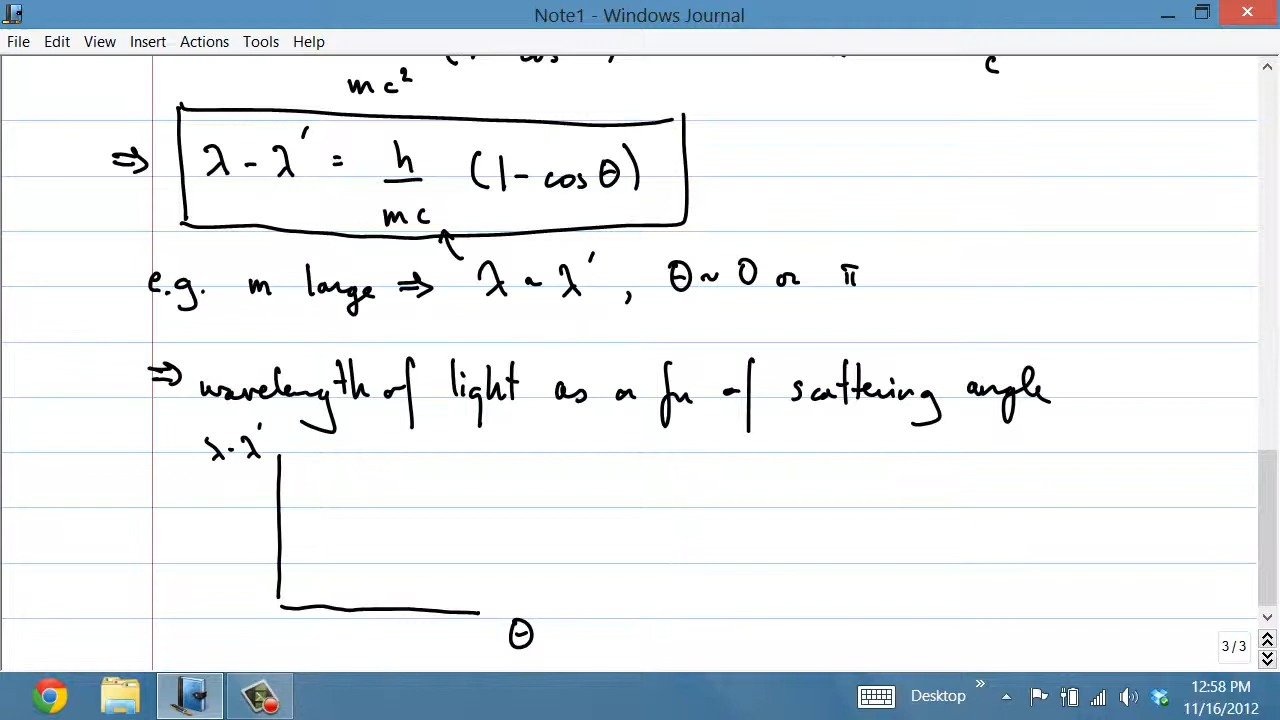 Note1 - Windows Journal
File Edit View Insert Actions Tools Help
c
mc²
⇒ λ - λ' = h/mc (1 - cos θ)
e.g. m large ⇒ λ ~ λ', θ ~ 0 or π
⇒ wavelength of light as a fn of scattering angle
λ - λ'
θ
3 / 3
Desktop
12:58 PM
11/16/2012